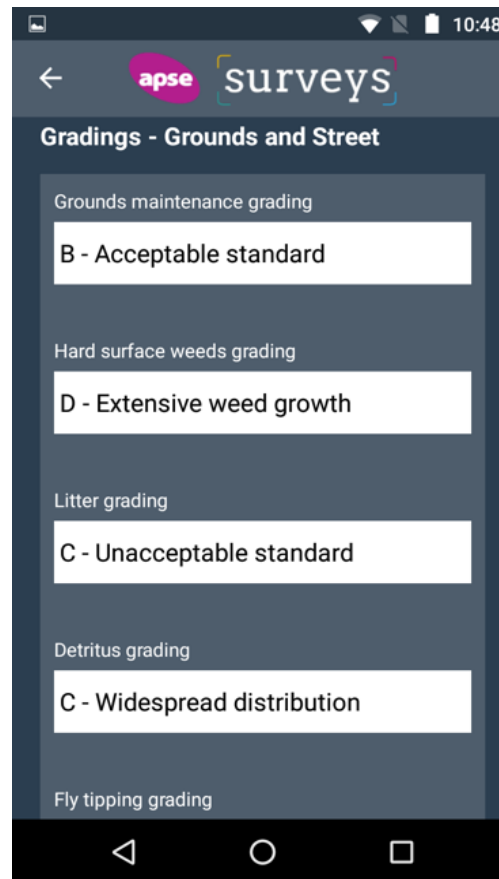 10:48
apse surveys
Gradings - Grounds and Street
Grounds maintenance grading
B - Acceptable standard
Hard surface weeds grading
D - Extensive weed growth
Litter grading
C - Unacceptable standard
Detritus grading
C - Widespread distribution
Fly tipping grading